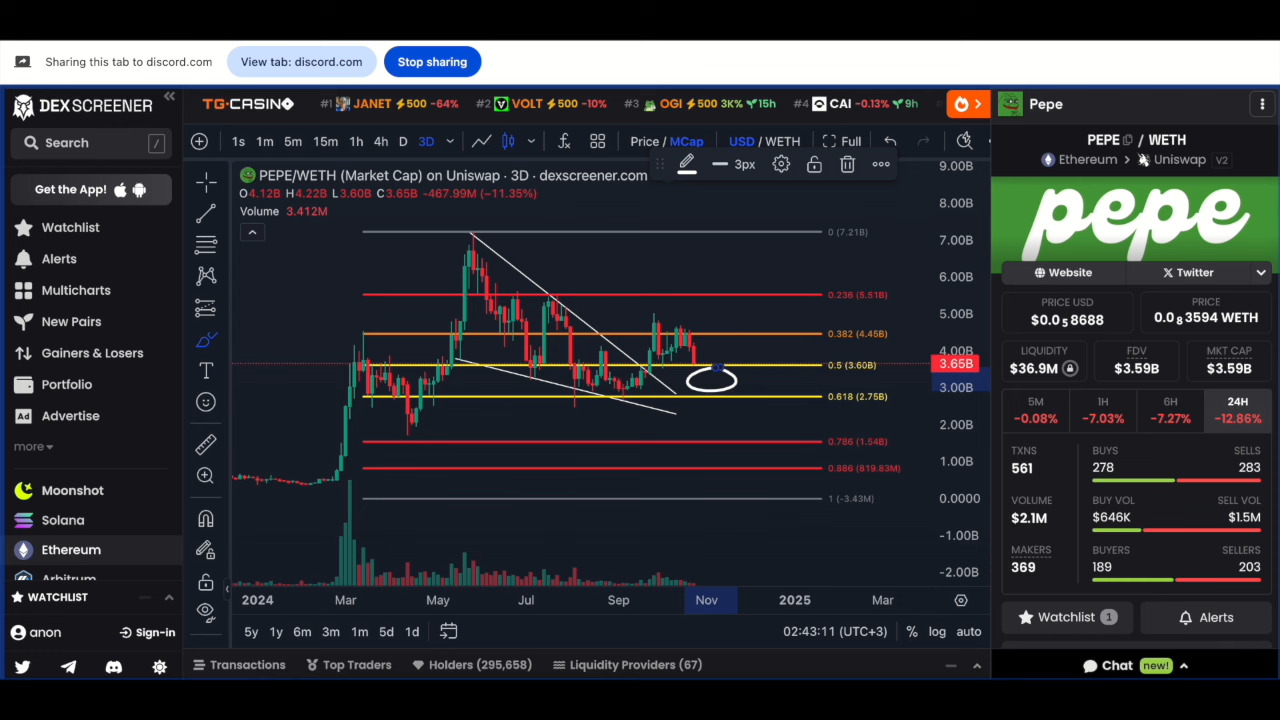 Sharing this tab to discord.com View tab: discord.com Stop sharing
DEX SCREENER
TG.CASINO #1 JANET ⚡500 -64% #2 VOLT ⚡500 -10% #3 OGI ⚡500 3K% 15h #4 CAI -0.13% 9h
Pepe
Search /
1s 1m 5m 15m 1h 4h D 3D Price / MCap USD / WETH Full
PEPE / WETH
Ethereum > Uniswap V2
3px
Get the App!
PEPE/WETH (Market Cap) on Uniswap · 3D · dexscreener.com
O4.12B H4.22B L3.60B C3.65B -467.99M (-11.35%)
Volume 3.412M
Watchlist
Alerts
Multicharts
New Pairs
Gainers & Losers
Portfolio
Advertise
more
Moonshot
Solana
Ethereum
Arbitrum
WATCHLIST
anon Sign-in
9.00B
8.00B
7.00B
6.00B
5.00B
4.00B
3.65B
3.00B
2.00B
1.00B
0.0000
-1.00B
-2.00B
0 (7.21B)
0.236 (5.51B)
0.382 (4.45B)
0.5 (3.60B)
0.618 (2.75B)
0.786 (1.54B)
0.886 (819.83M)
1 (-3.43M)
2024 Mar May Jul Sep Nov 2025 Mar
5y 1y 6m 3m 1m 5d 1d 02:43:11 (UTC+3) % log auto
Transactions Top Traders Holders (295,658) Liquidity Providers (67)
pepe
Website Twitter
PRICE USD PRICE
$0.0₅8688 0.0₈3594 WETH
LIQUIDITY FDV MKT CAP
$36.9M $3.59B $3.59B
5M 1H 6H 24H
-0.08% -7.03% -7.27% -12.86%
TXNS BUYS SELLS
561 278 283
VOLUME BUY VOL SELL VOL
$2.1M $646K $1.5M
MAKERS BUYERS SELLERS
369 189 203
Watchlist 1 Alerts
Chat new!